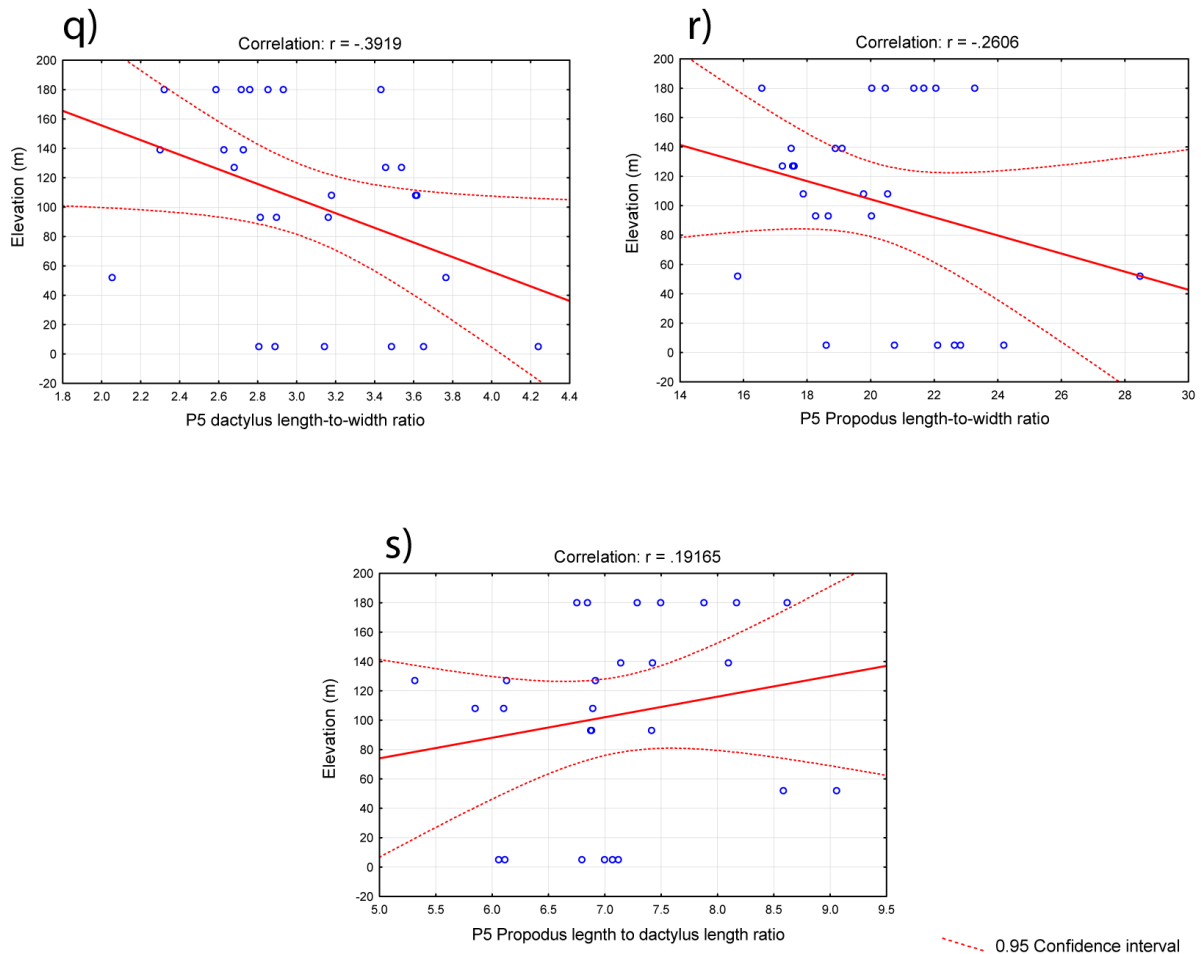 q)
Correlation: r = -.3919
200
180
160
140
120
100
80
60
40
20
0
-20
Elevation (m)
1.8 2.0 2.2 2.4 2.6 2.8 3.0 3.2 3.4 3.6 3.8 4.0 4.2 4.4
P5 dactylus length-to-width ratio
r)
Correlation: r = -.2606
200
180
160
140
120
100
80
60
40
20
0
-20
Elevation (m)
14 16 18 20 22 24 26 28 30
P5 Propodus length-to-width ratio
s)
Correlation: r = .19165
200
180
160
140
120
100
80
60
40
20
0
-20
Elevation (m)
5.0 5.5 6.0 6.5 7.0 7.5 8.0 8.5 9.0 9.5
P5 Propodus legnth to dactylus length ratio
0.95 Confidence interval